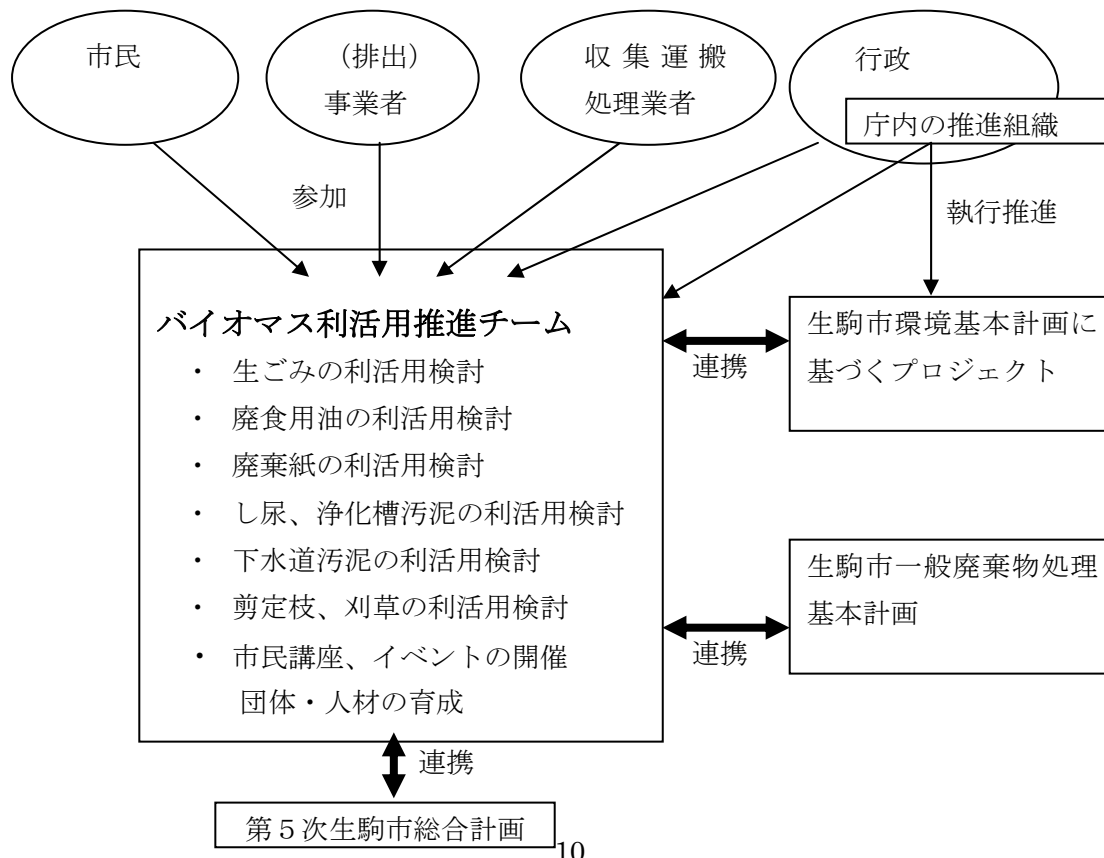 市民
(排出)
事業者
収集運搬
処理業者
行政
庁内の推進組織
参加
執行推進
バイオマス利活用推進チーム
・ 生ごみの利活用検討
・ 廃食用油の利活用検討
・ 廃棄紙の利活用検討
・ し尿、浄化槽汚泥の利活用検討
・ 下水道汚泥の利活用検討
・ 剪定枝、刈草の利活用検討
・ 市民講座、イベントの開催
団体・人材の育成
連携
生駒市環境基本計画に
基づくプロジェクト
連携
生駒市一般廃棄物処理
基本計画
連携
第5次生駒市総合計画
10